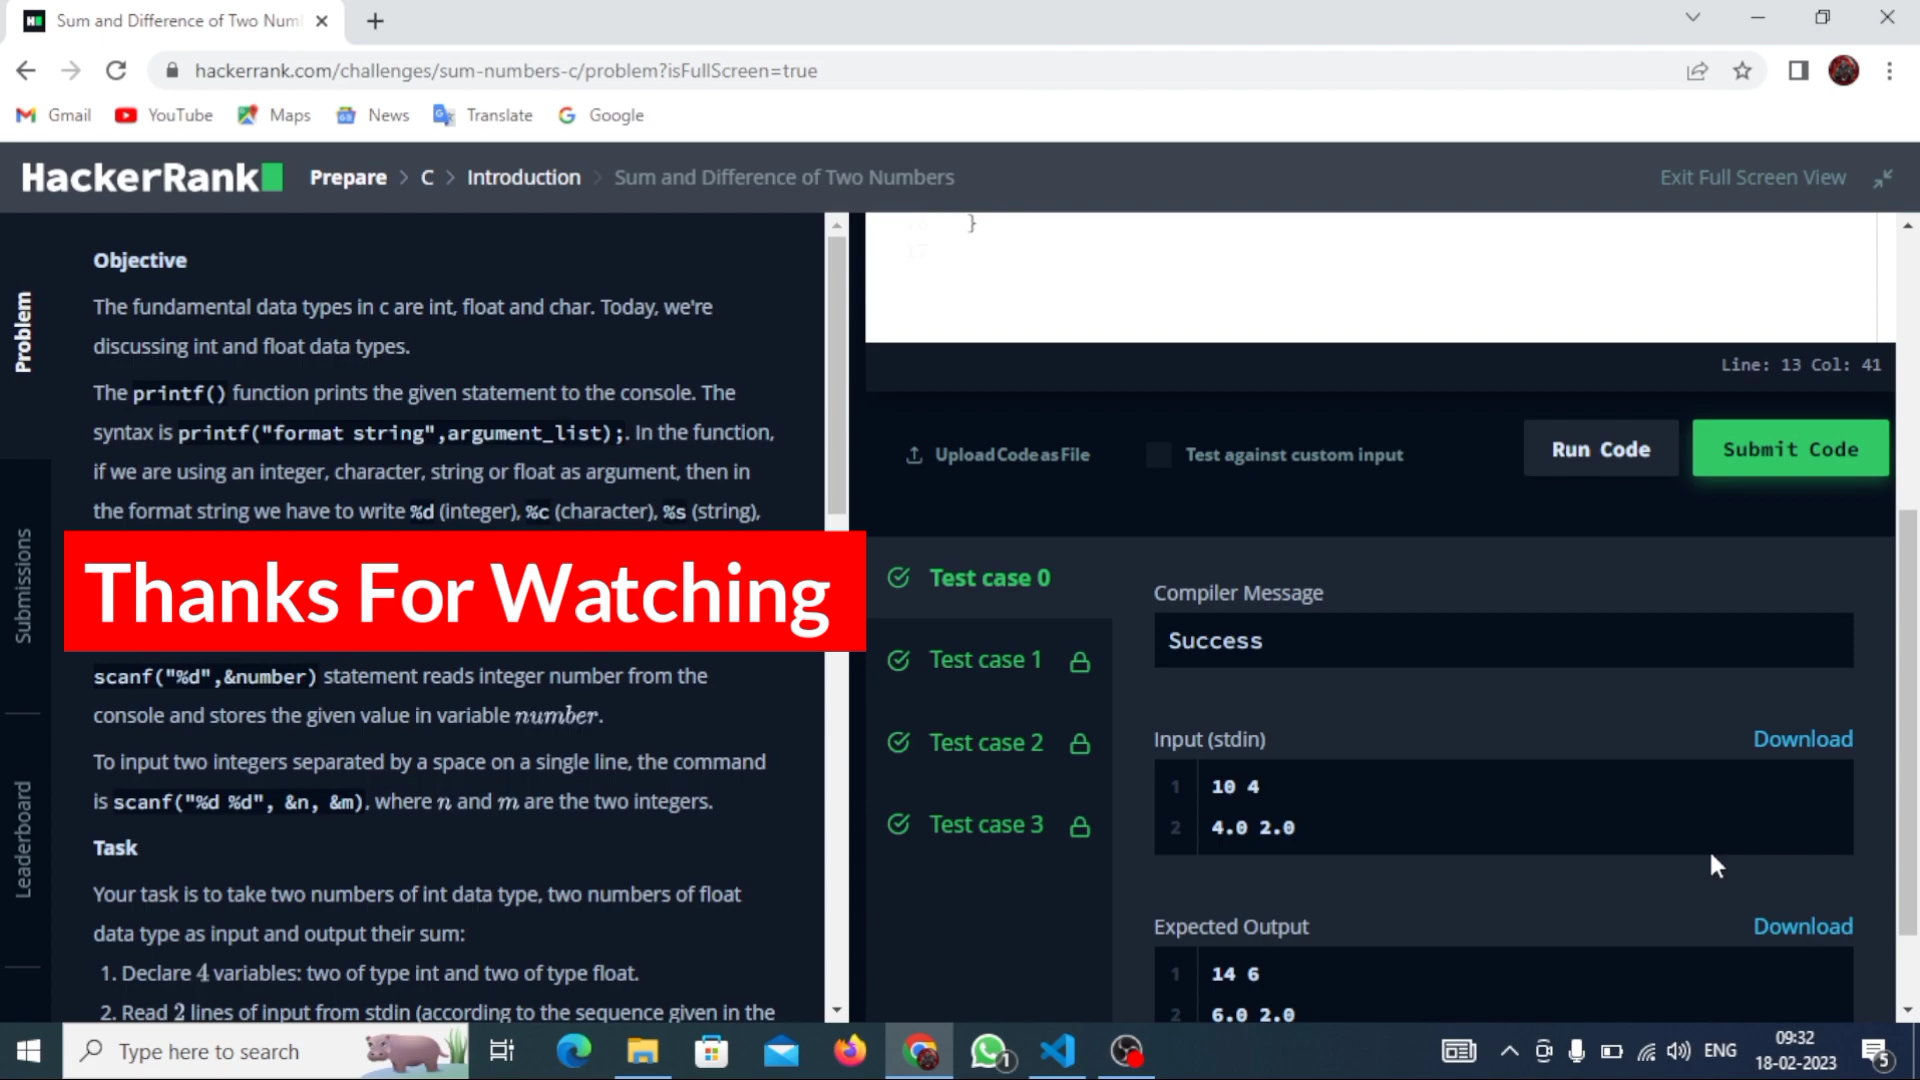 Sum and Difference of Two Num
hackerrank.com/challenges/sum-numbers-c/problem?isFullScreen=true
Gmail YouTube Maps News Translate Google
HackerRank Prepare > C > Introduction > Sum and Difference of Two Numbers Exit Full Screen View
Problem
Submissions
Leaderboard
Objective
The fundamental data types in c are int, float and char. Today, we're
discussing int and float data types.
The printf() function prints the given statement to the console. The
syntax is printf("format string",argument_list);. In the function,
if we are using an integer, character, string or float as argument, then in
the format string we have to write %d (integer), %c (character), %s (string),
Thanks For Watching
scanf("%d",&number) statement reads integer number from the
console and stores the given value in variable number.
To input two integers separated by a space on a single line, the command
is scanf("%d %d", &n, &m), where n and m are the two integers.
Task
Your task is to take two numbers of int data type, two numbers of float
data type as input and output their sum:
1. Declare 4 variables: two of type int and two of type float.
2. Read 2 lines of input from stdin (according to the sequence given in the
}
17
Line: 13 Col: 41
Upload Code as File Test against custom input Run Code Submit Code
Test case 0
Test case 1
Test case 2
Test case 3
Compiler Message
Success
Input (stdin) Download
1 10 4
2 4.0 2.0
Expected Output Download
1 14 6
2 6.0 2.0
Type here to search
1
ENG
09:32
18-02-2023
5